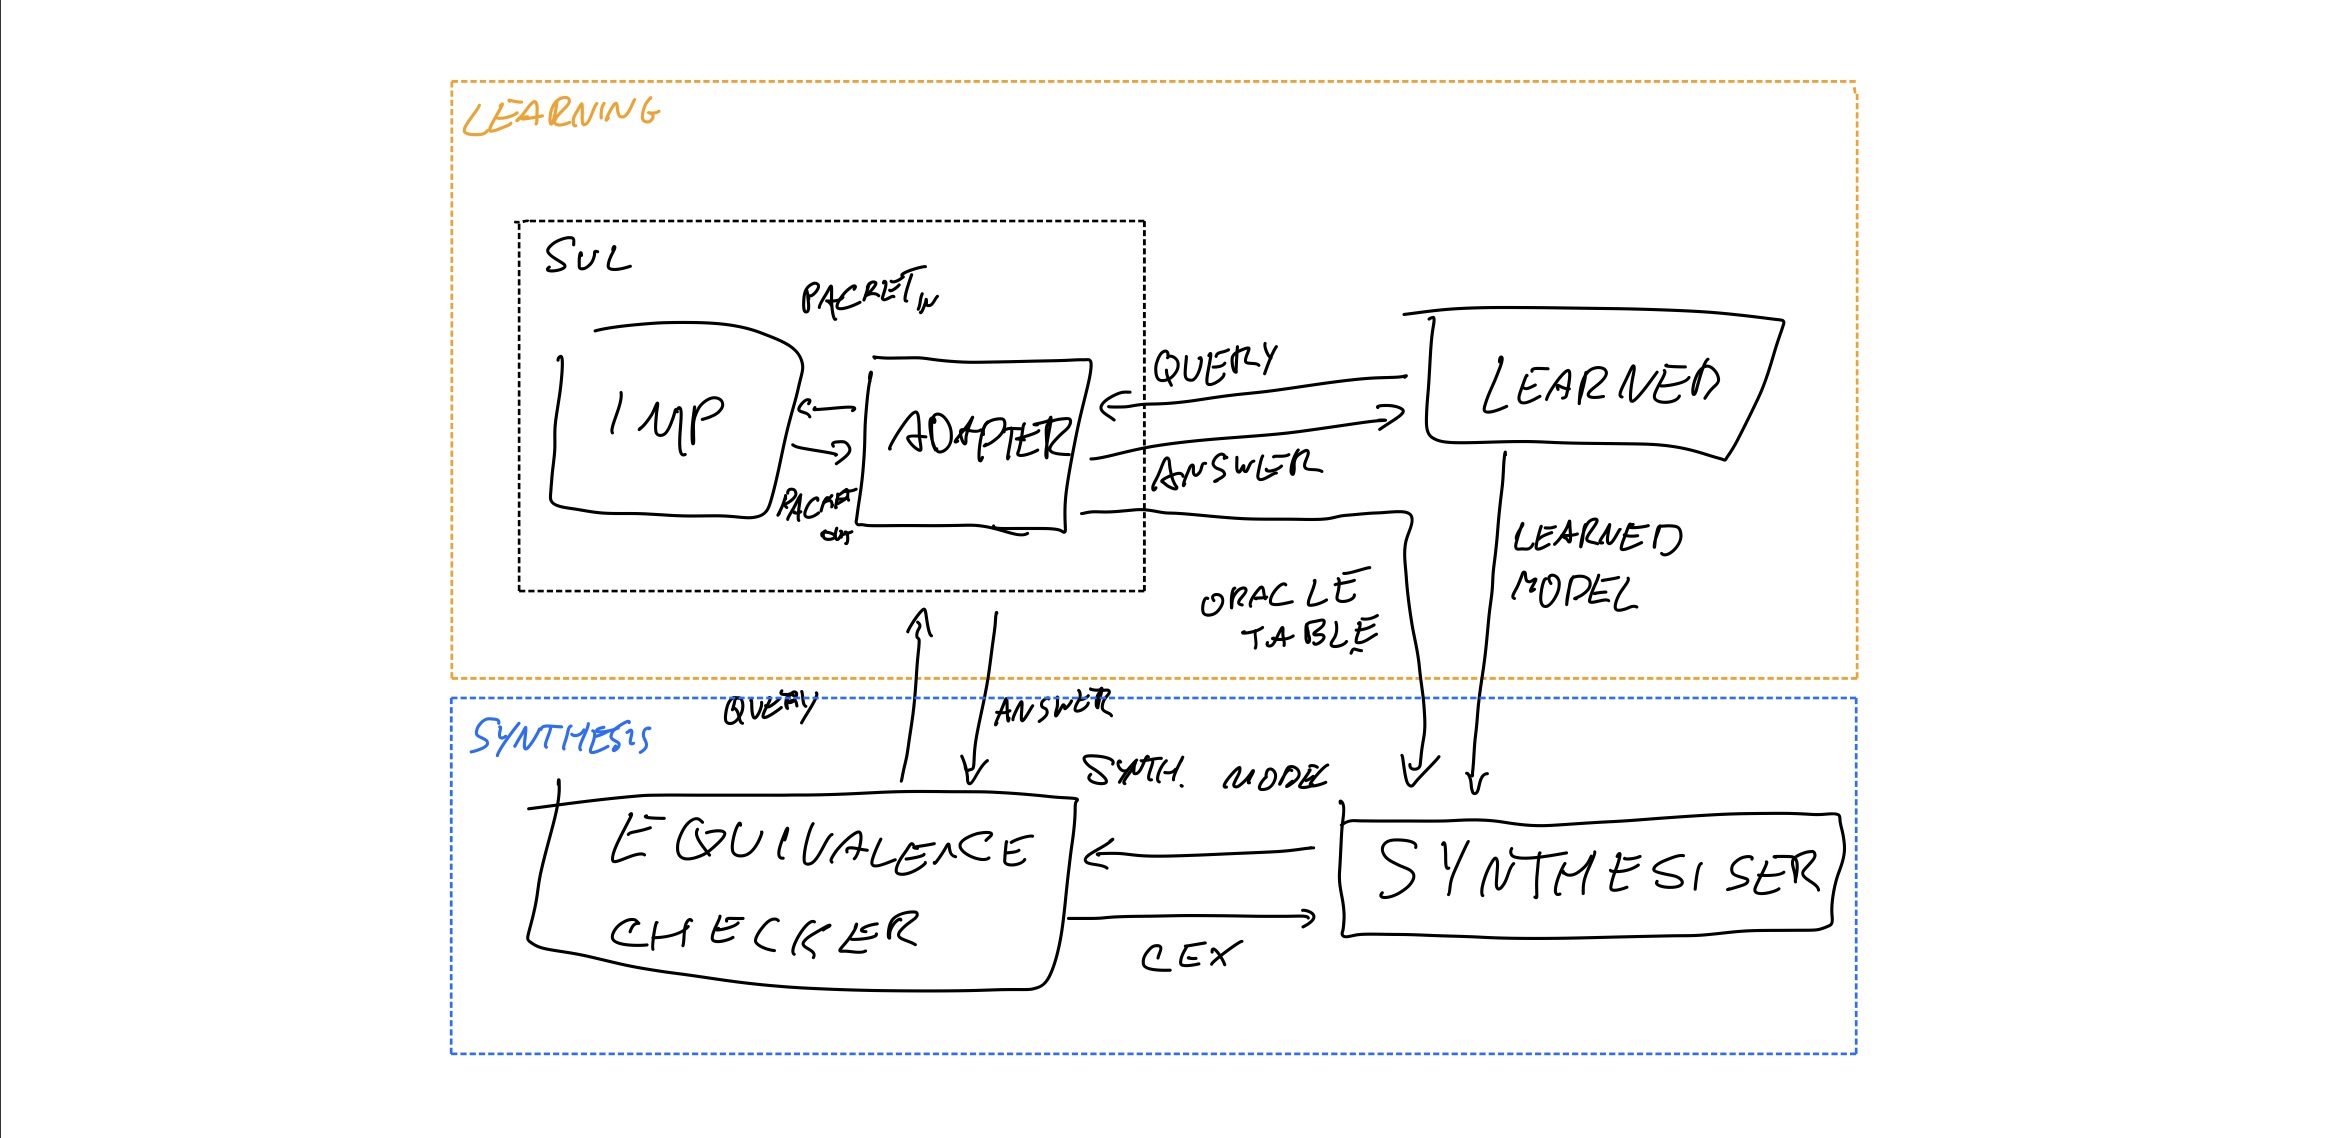 LEARNING
SUL
PACKET IN
IMP
ADAPTER
PACKET
OUT
QUERY
ANSWER
LEARNED
ORACLE
TABLE
LEARNED
MODEL
QUERY
ANSWER
SYNTHESIS
SYNTH. MODEL
EQUIVALENCE
CHECKER
CEX
SYNTHESISER